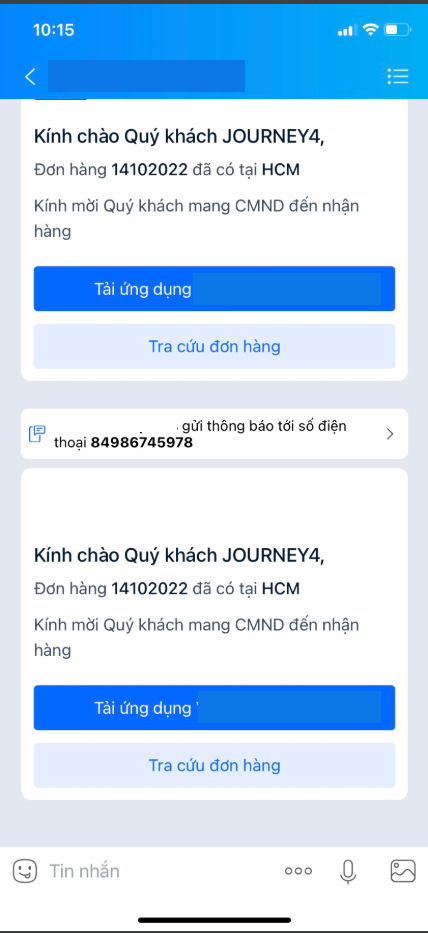 10:15
Kính chào Quý khách JOURNEY4,
Đơn hàng 14102022 đã có tại HCM
Kính mời Quý khách mang CMND đến nhận
hàng
Tải ứng dụng
Tra cứu đơn hàng
gửi thông báo tới số điện
thoại 84986745978
Kính chào Quý khách JOURNEY4,
Đơn hàng 14102022 đã có tại HCM
Kính mời Quý khách mang CMND đến nhận
hàng
Tải ứng dụng
Tra cứu đơn hàng
Tin nhắn